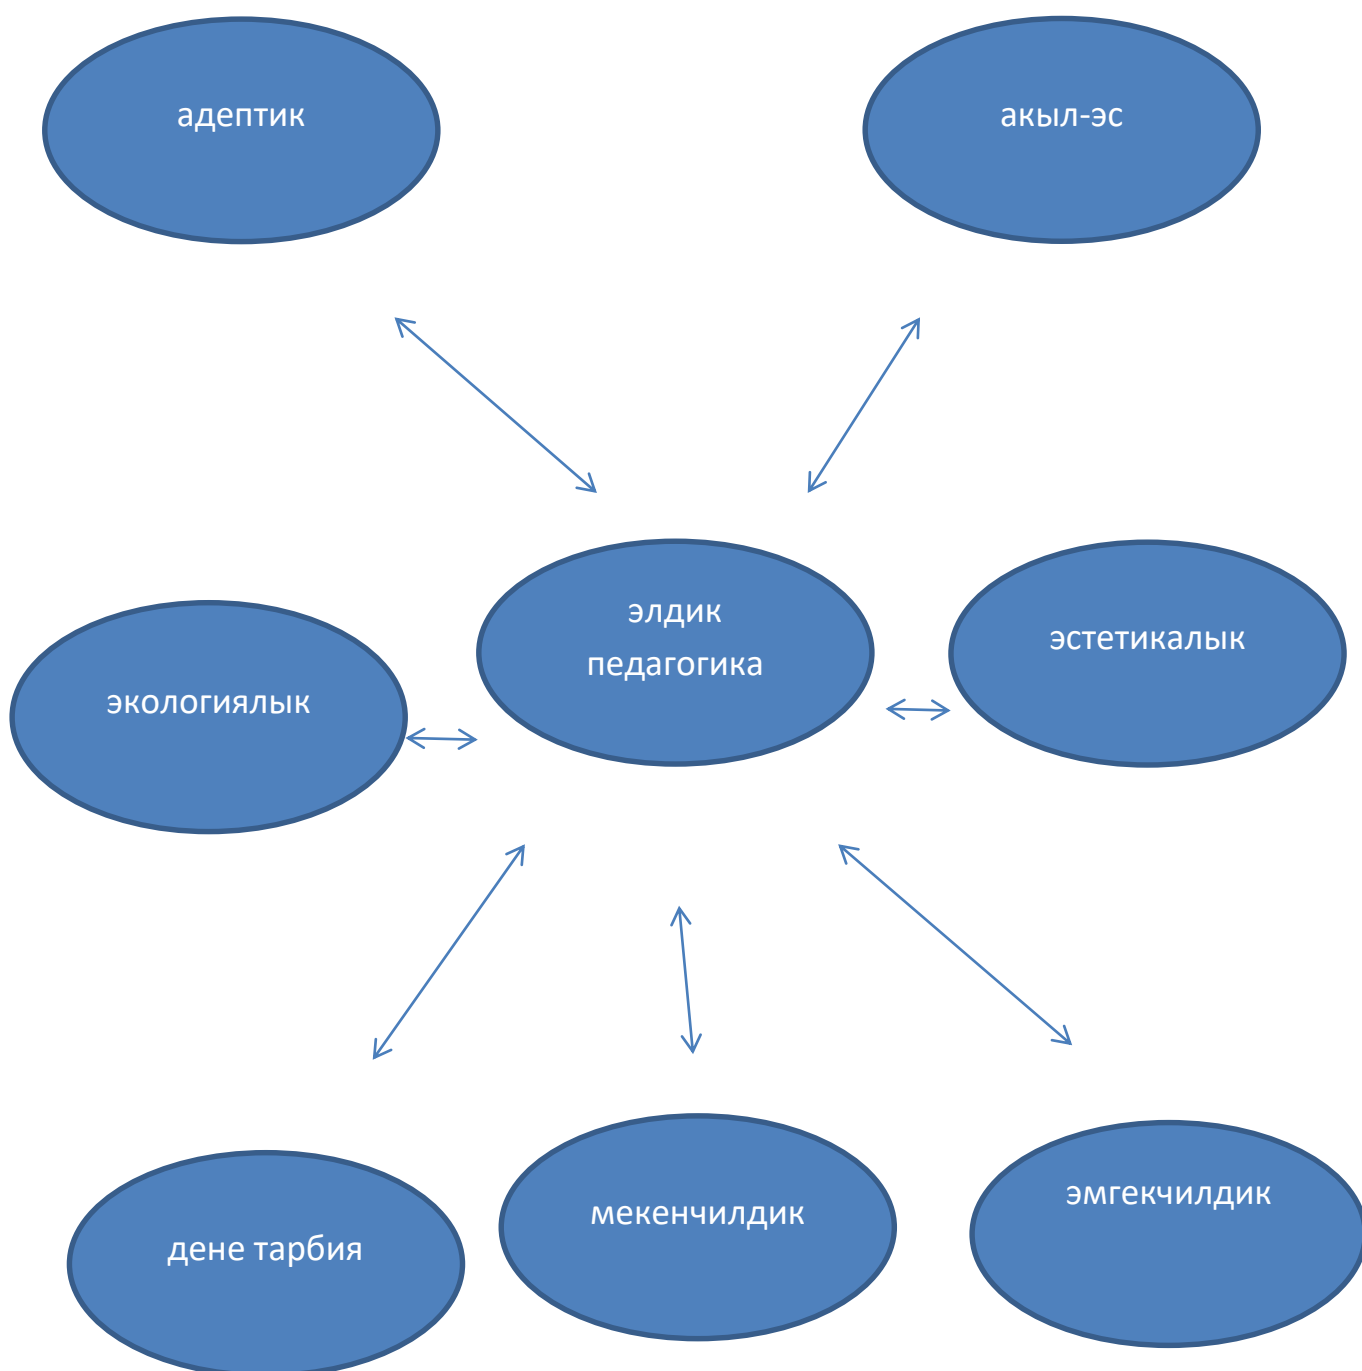 адептик
акыл-эс
элдик
педагогика
эстетикалык
экологиялык
дене тарбия
мекенчилдик
эмгекчилдик